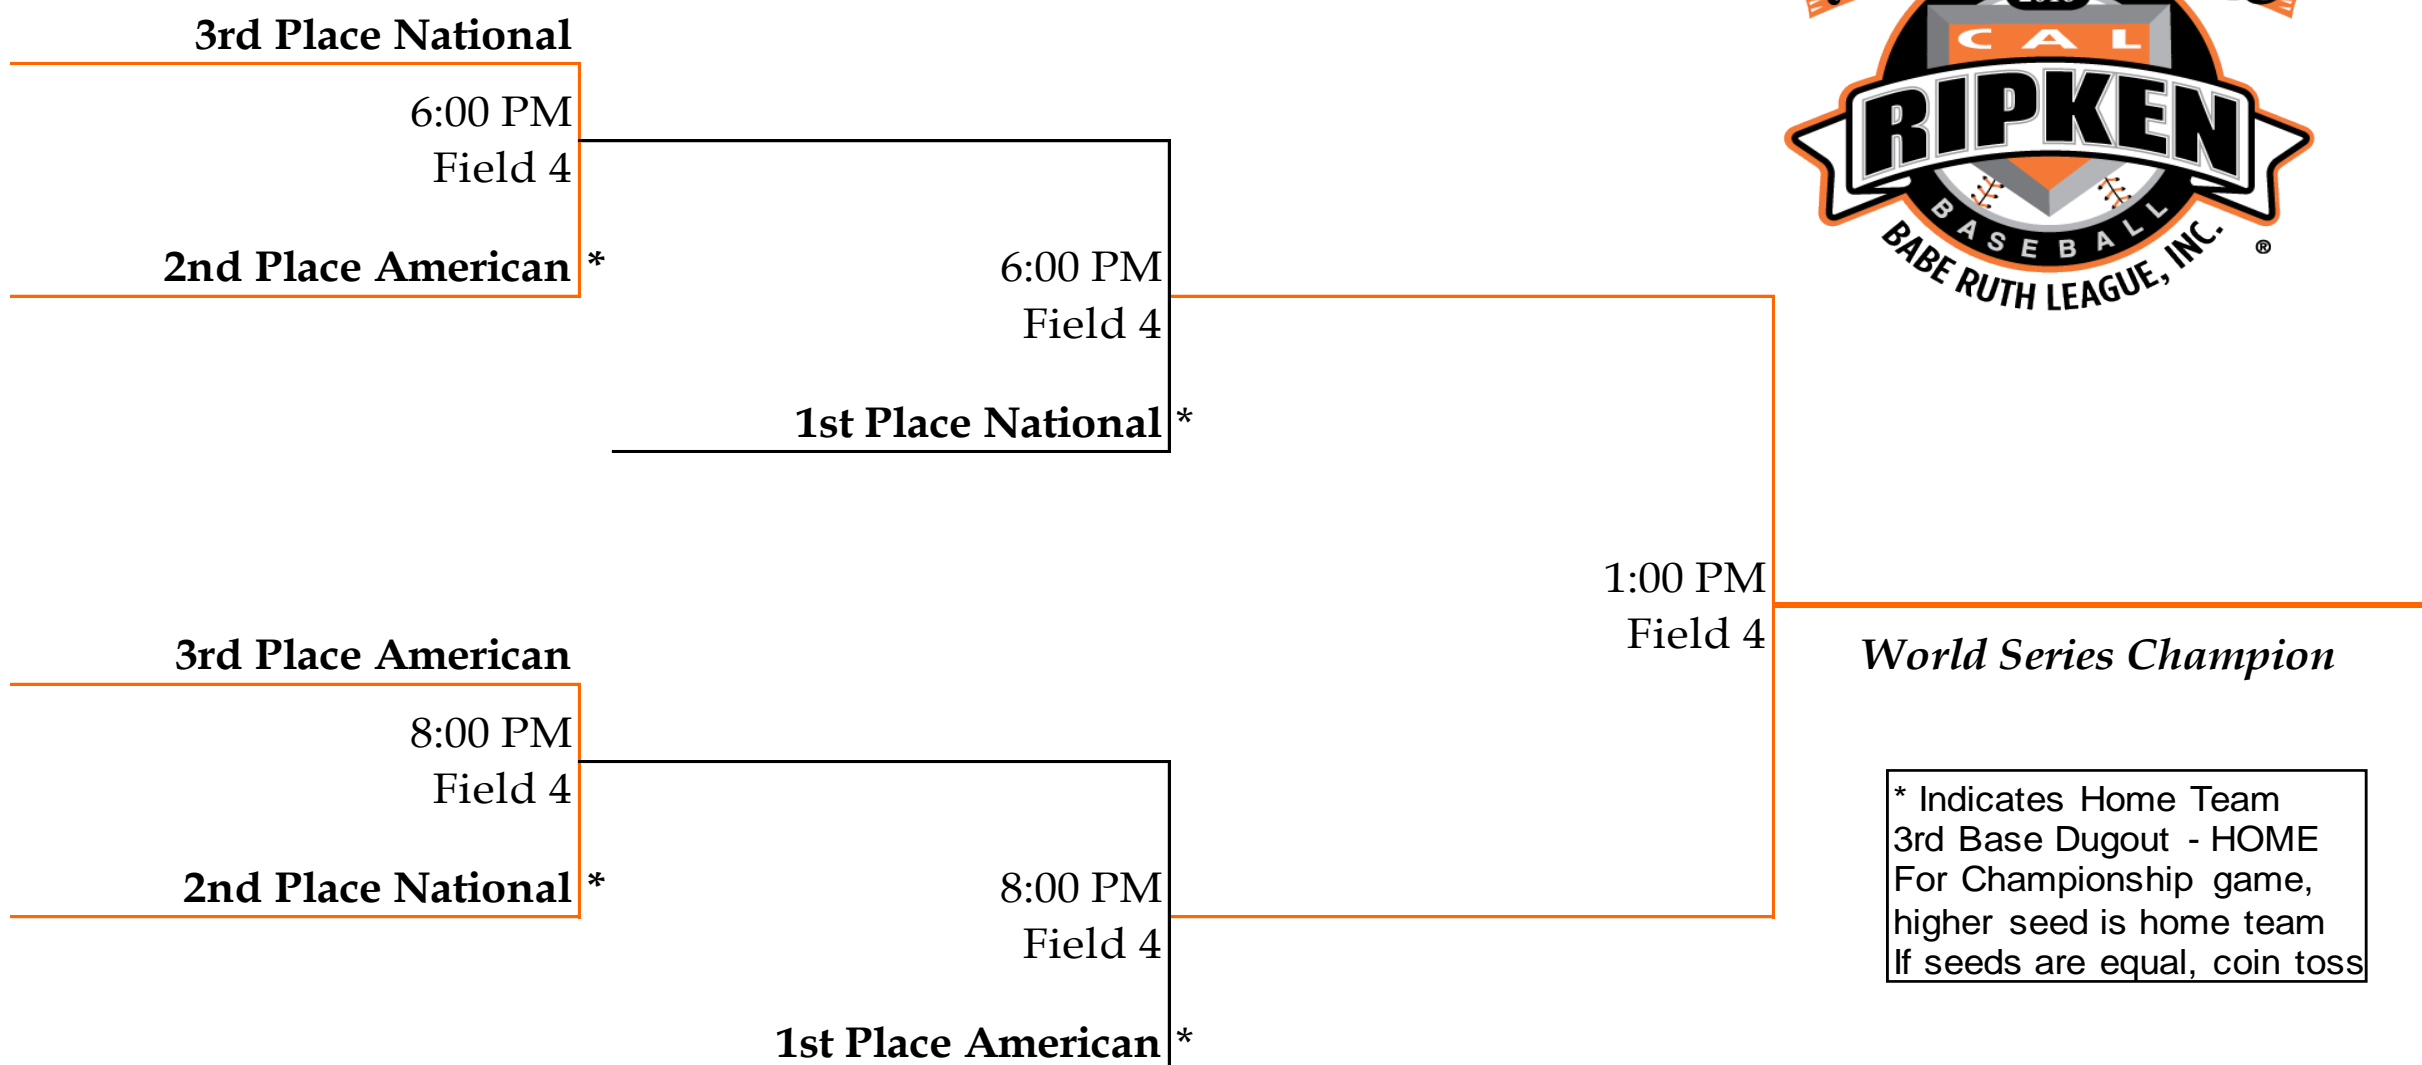 3rd Place National
6:00 PM
Field 4
2nd Place American *
6:00 PM
Field 4
1st Place National *
CAL
RIPKEN
BASEBALL
BABE RUTH LEAGUE, INC. ®
1:00 PM
Field 4
World Series Champion
3rd Place American
8:00 PM
Field 4
2nd Place National *
8:00 PM
Field 4
1st Place American *
* Indicates Home Team
3rd Base Dugout - HOME
For Championship game,
higher seed is home team
If seeds are equal, coin toss